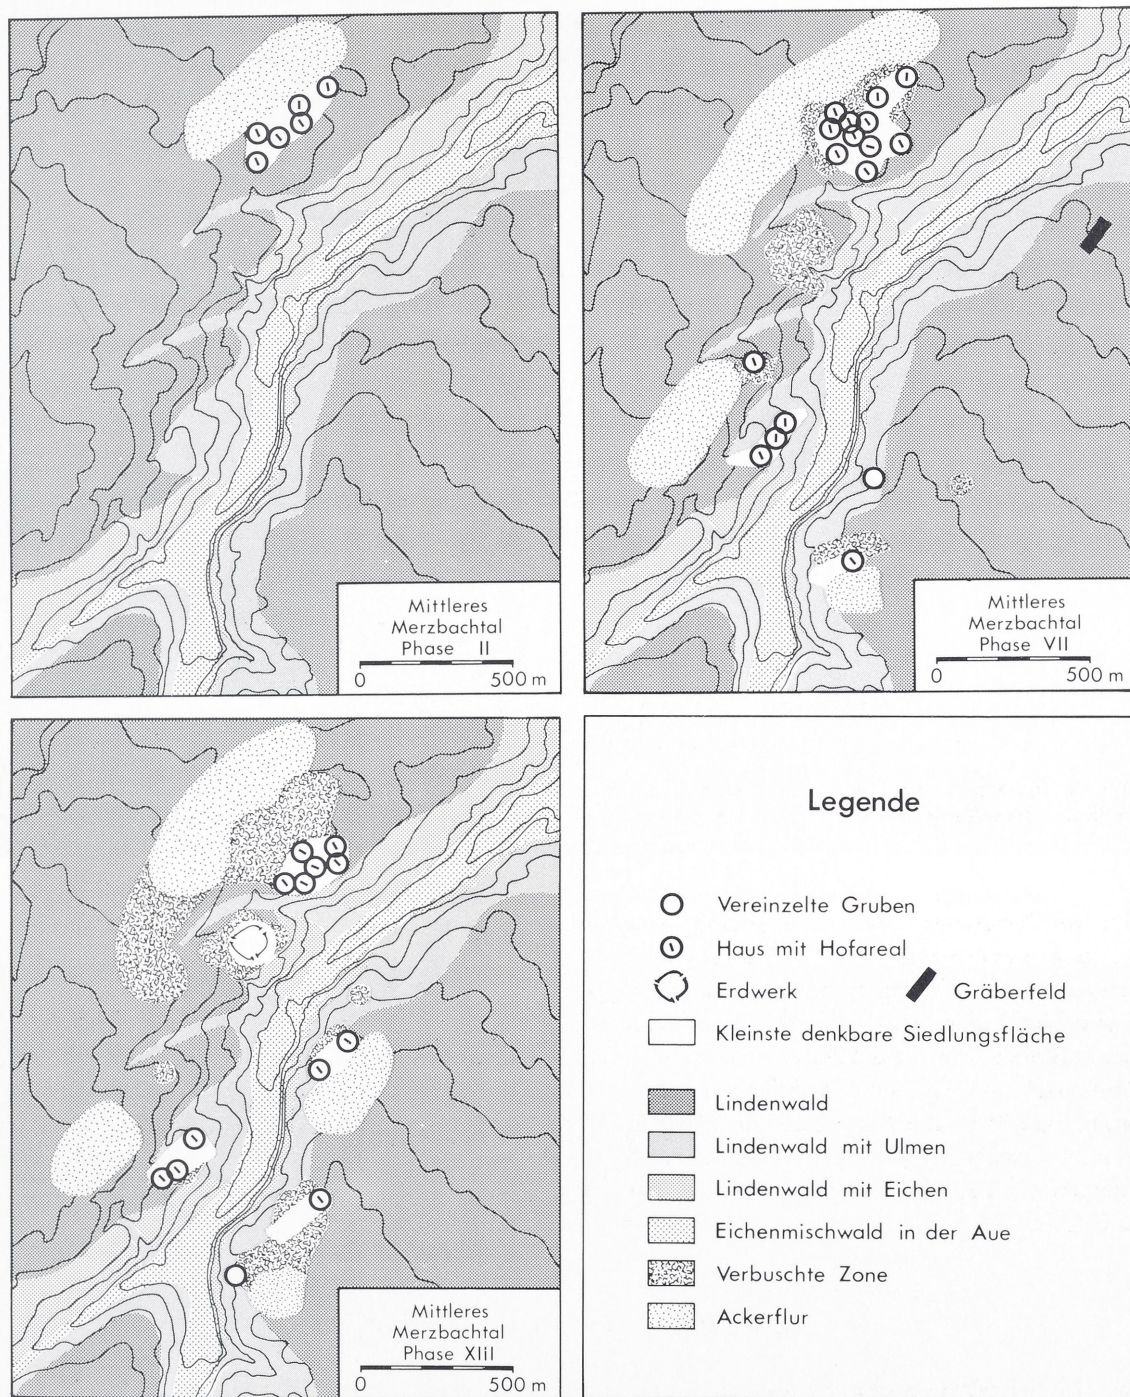 Mittleres
Merzbachtal
Phase II
0 500 m
Mittleres
Merzbachtal
Phase VII
0 500 m
Mittleres
Merzbachtal
Phase XIII
0 500 m
Legende
Vereinzelte Gruben
Haus mit Hofareal
Erdwerk Gräberfeld
Kleinste denkbare Siedlungsfläche
Lindenwald
Lindenwald mit Ulmen
Lindenwald mit Eichen
Eichenmischwald in der Aue
Verbuschte Zone
Ackerflur